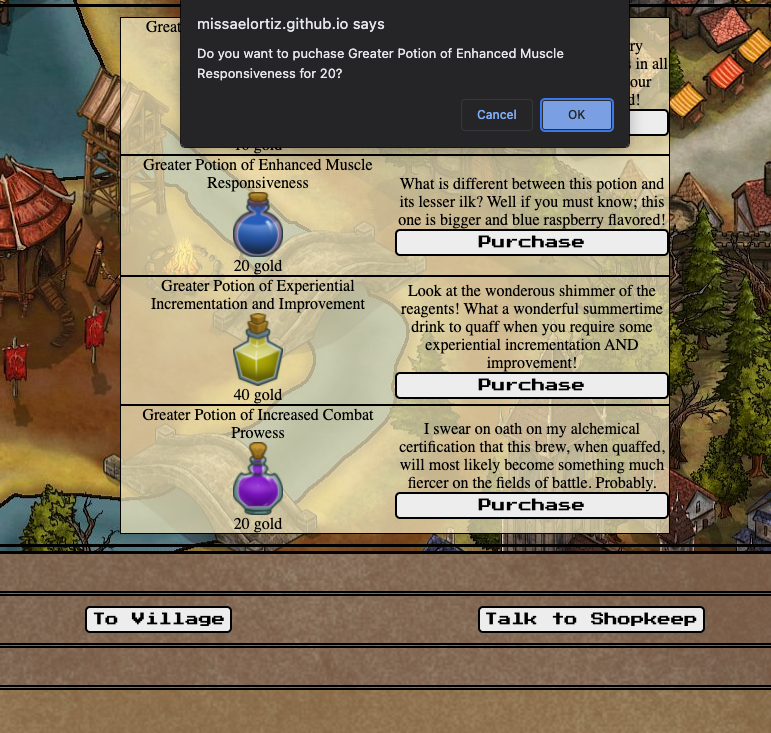 missaelortiz.github.io says
Do you want to puchase Greater Potion of Enhanced Muscle
Responsiveness for 20?
Cancel
OK
Great
ry
in all
our
gold
Greater Potion of Enhanced Muscle
Responsiveness
20 gold
What is different between this potion and
its lesser ilk? Well if you must know; this
one is bigger and blue raspberry flavored!
Purchase
Greater Potion of Experiential
Incrementation and Improvement
40 gold
Look at the wonderous shimmer of the
reagents! What a wonderful summertime
drink to quaff when you require some
experiential incrementation AND
improvement!
Purchase
Greater Potion of Increased Combat
Prowess
20 gold
I swear on oath on my alchemical
certification that this brew, when quaffed,
will most likely become something much
fiercer on the fields of battle. Probably.
Purchase
To Village
Talk to Shopkeep